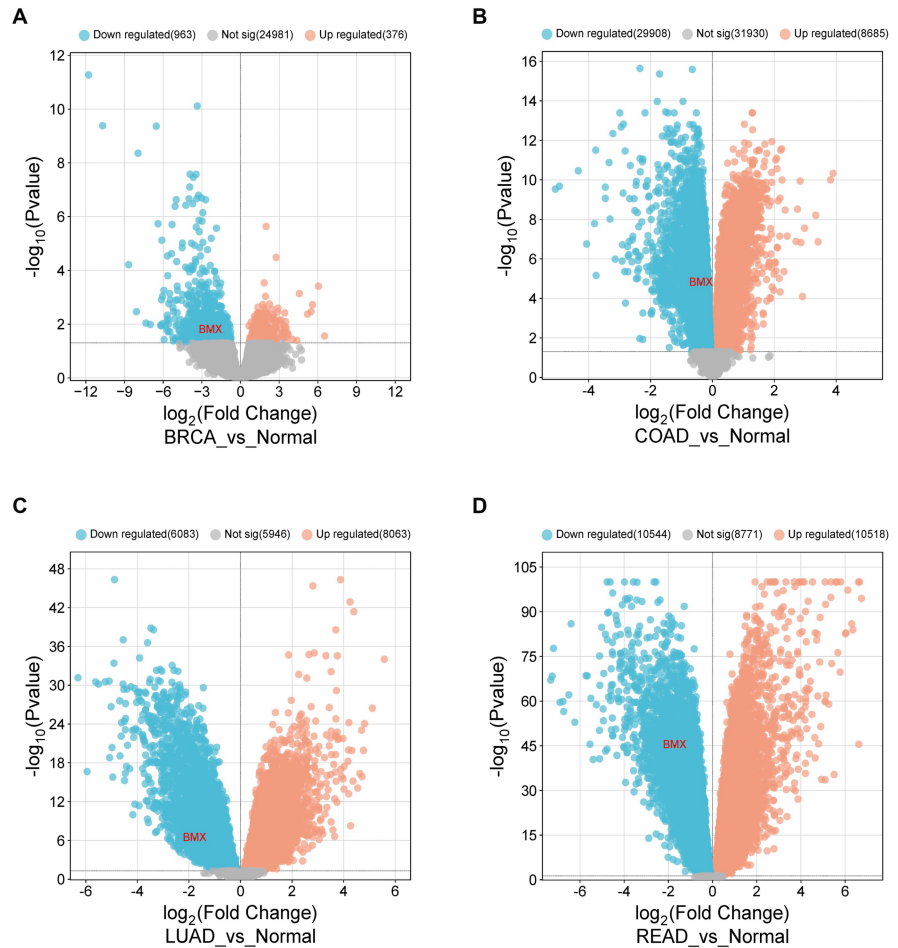 A
Down regulated(963) Not sig(24981) Up regulated(376)
12
10
8
6
4
2
0
-log10(Pvalue)
BMX
−12 −9 −6 −3 0 3 6 9 12
log2(Fold Change)
BRCA_vs_Normal
B
Down regulated(29908) Not sig(31930) Up regulated(8685)
16
14
12
10
8
6
4
2
0
-log10(Pvalue)
BMX
-4 -2 0 2 4
log2(Fold Change)
COAD_vs_Normal
C
Down regulated(6083) Not sig(5946) Up regulated(8063)
48
42
36
30
24
18
12
6
0
-log10(Pvalue)
BMX
−6 −4 −2 0 2 4 6
log2(Fold Change)
LUAD_vs_Normal
D
Down regulated(10544) Not sig(8771) Up regulated(10518)
105
90
75
60
45
30
15
0
-log10(Pvalue)
BMX
-6 -4 -2 0 2 4 6
log2(Fold Change)
READ_vs_Normal